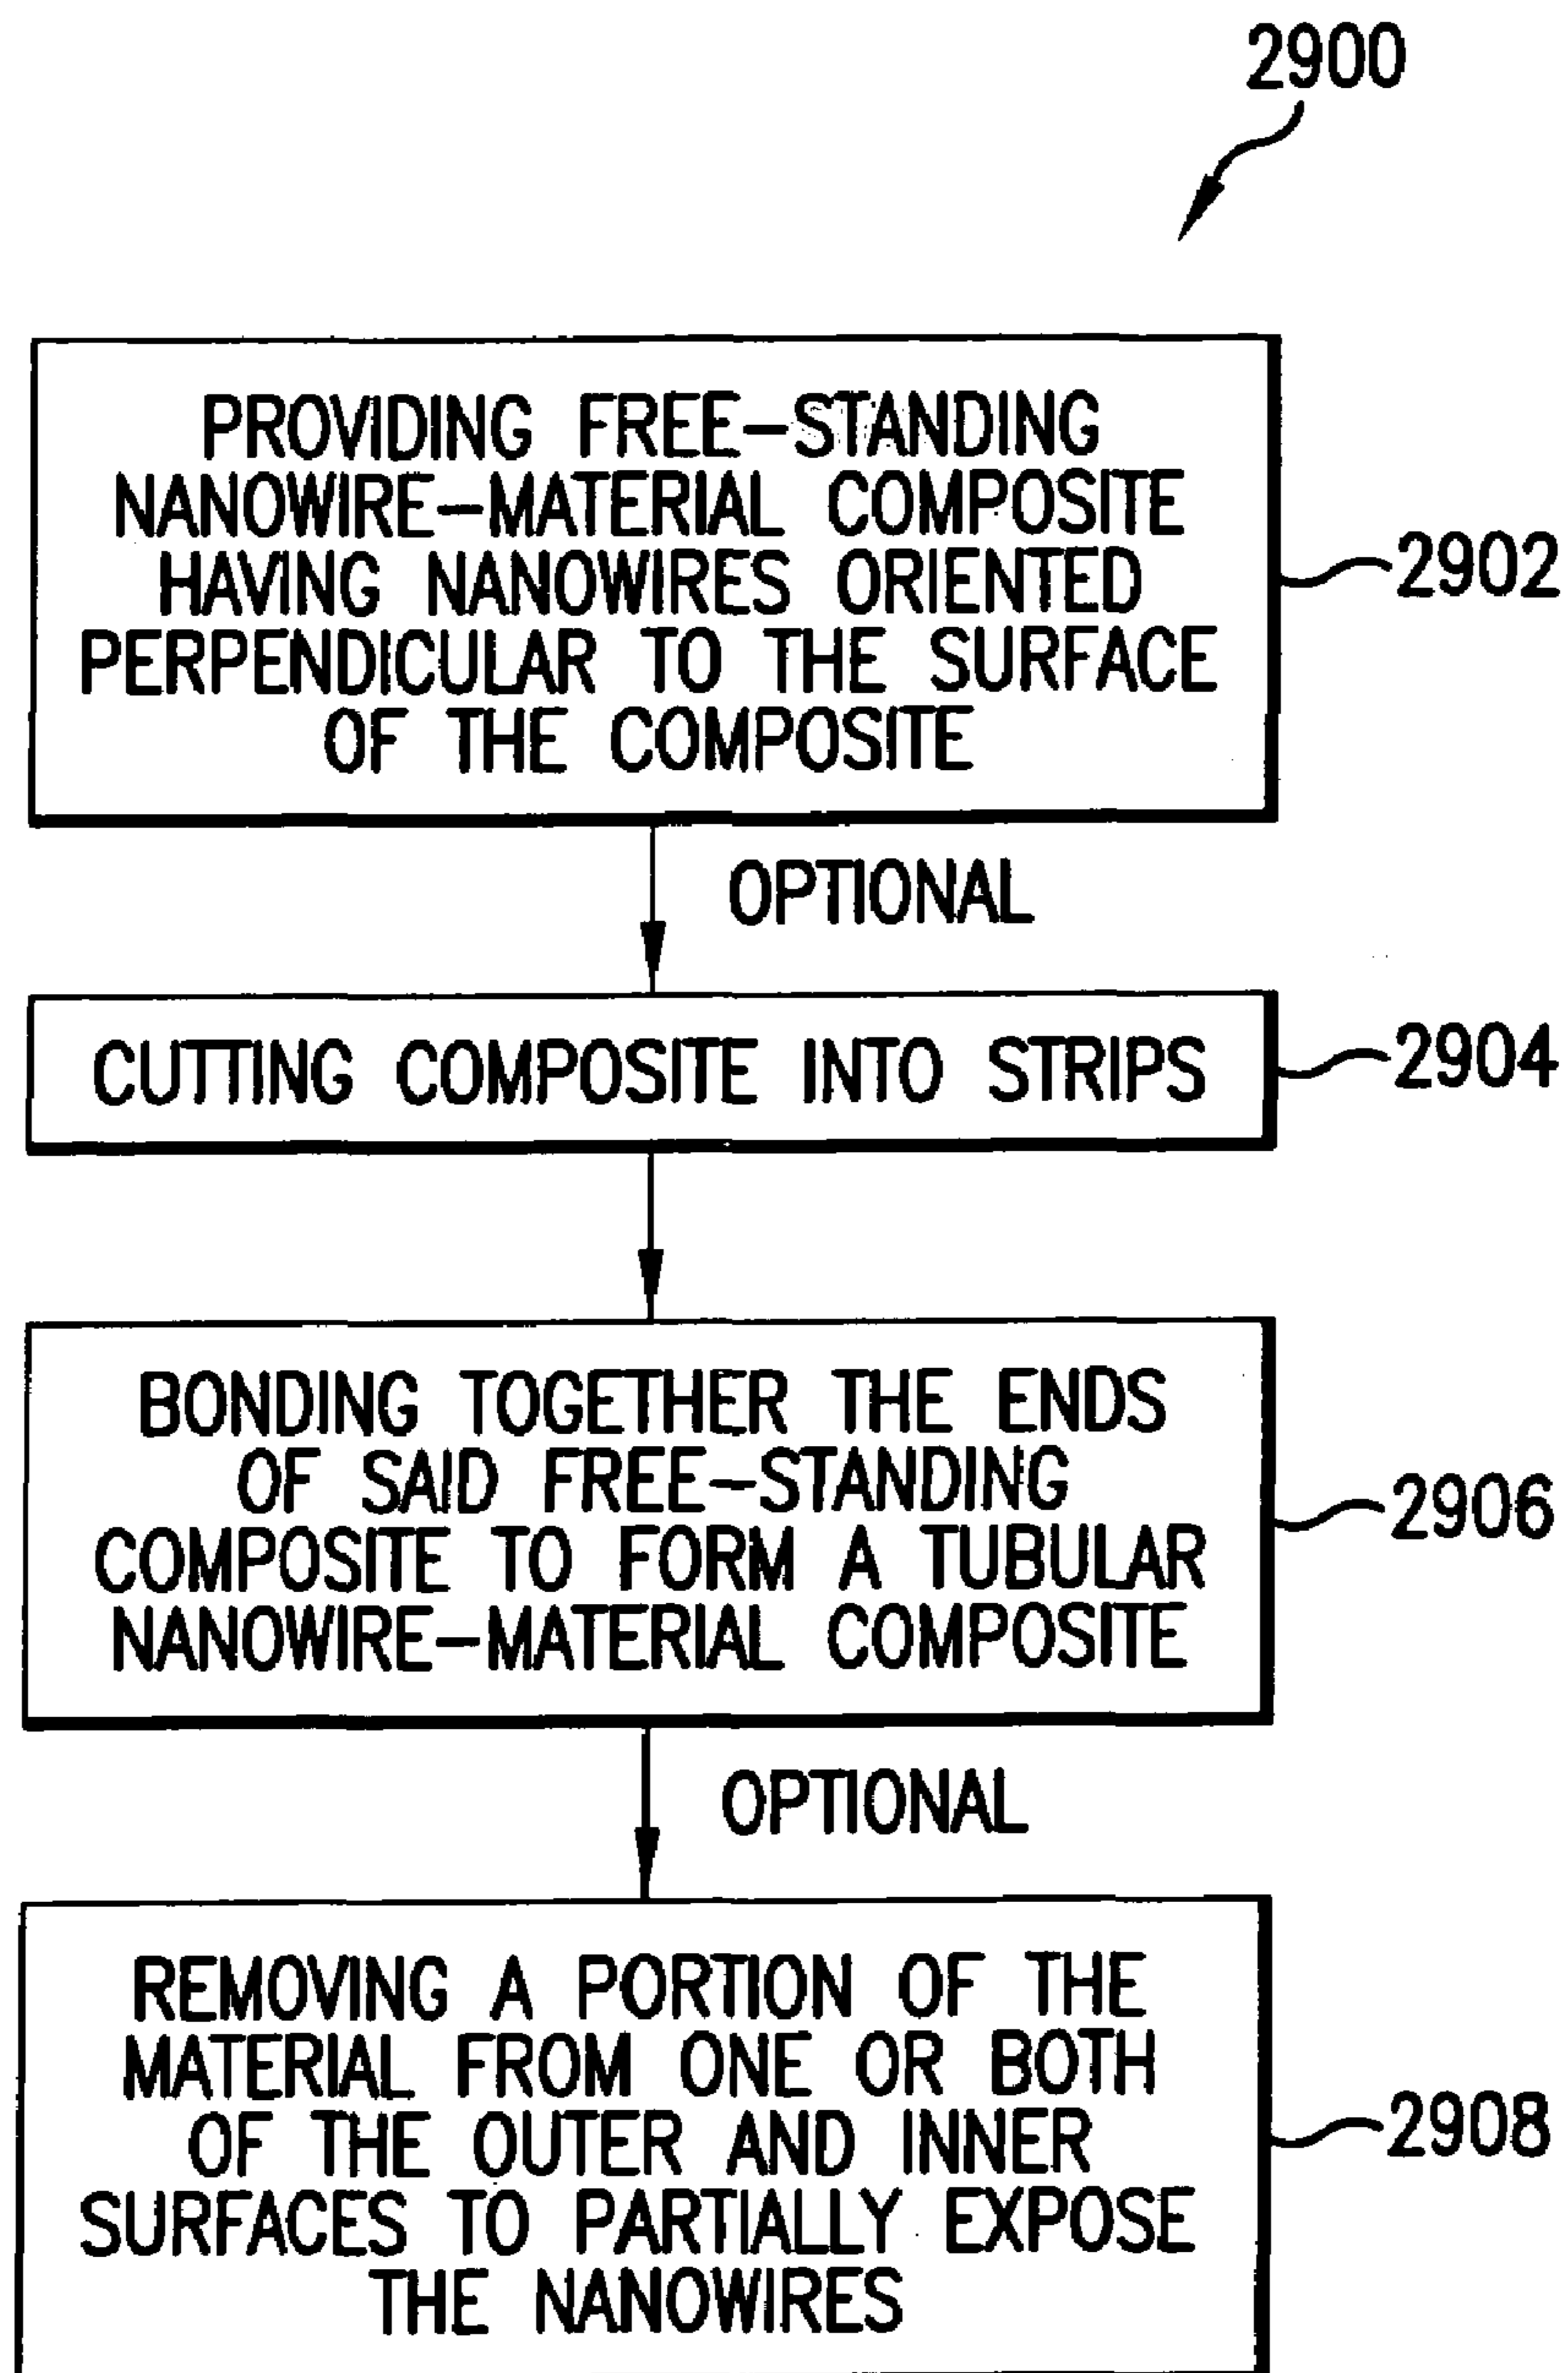 2900
PROVIDING FREE-STANDING
NANOWIRE-MATERIAL COMPOSITE
HAVING NANOWIRES ORIENTED
PERPENDICULAR TO THE SURFACE
OF THE COMPOSITE
2902
OPTIONAL
CUTTING COMPOSITE INTO STRIPS
2904
BONDING TOGETHER THE ENDS
OF SAID FREE-STANDING
COMPOSITE TO FORM A TUBULAR
NANOWIRE-MATERIAL COMPOSITE
2906
OPTIONAL
REMOVING A PORTION OF THE
MATERIAL FROM ONE OR BOTH
OF THE OUTER AND INNER
SURFACES TO PARTIALLY EXPOSE
THE NANOWIRES
2908